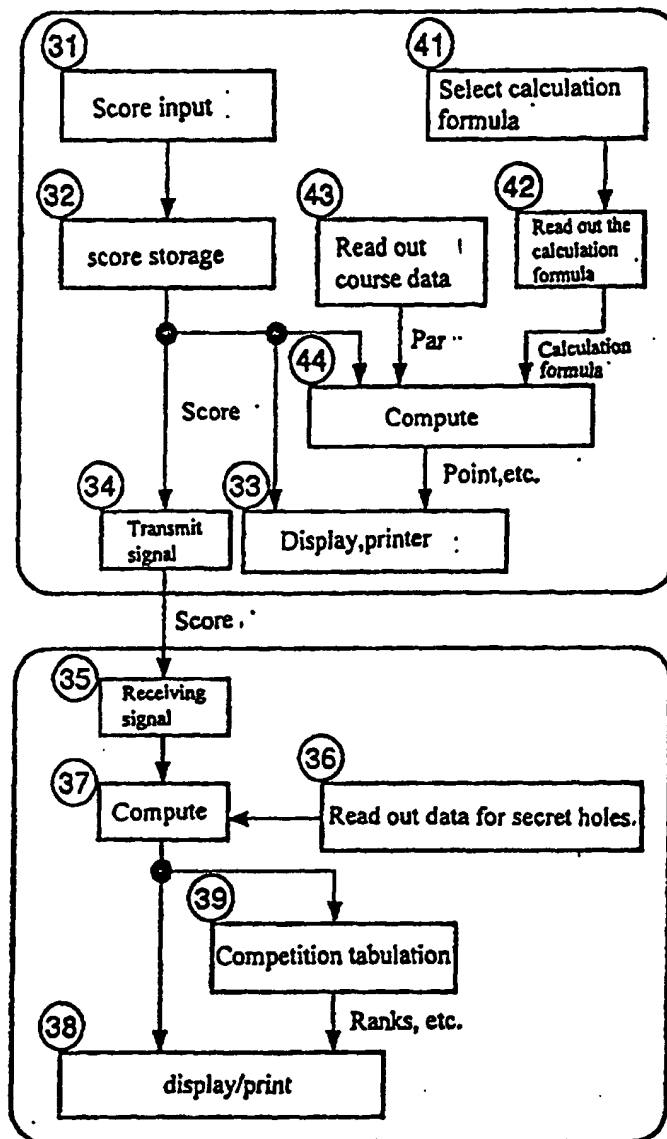 31
Score input
41
Select calculation
formula
32
score storage
43
Read out
course data
42
Read out the
calculation
formula
Par
Calculation
formula
44
Compute
Score
Point,etc.
34
Transmit
signal
33
Display,printer
Score
35
Receiving
signal
37
Compute
36
Read out data for secret holes.
39
Competition tabulation
Ranks, etc.
38
display/print